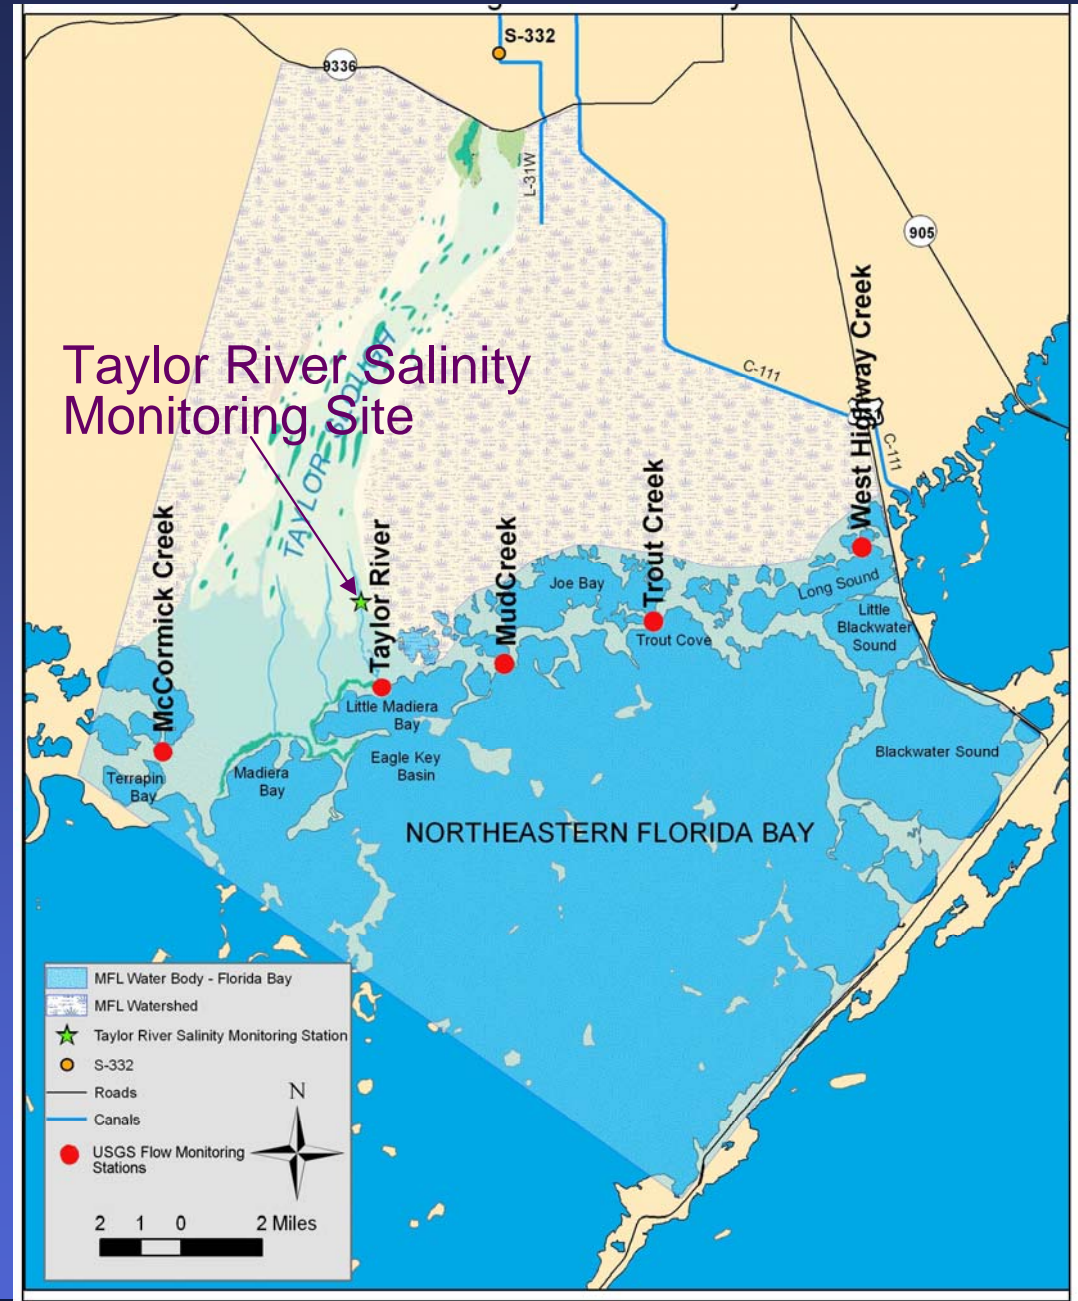 S-332
9336
L-31W
905
Taylor River Salinity
Monitoring Site
TAYLOR SLOUGH
C-111
C-111
West Highway Creek
Trout Creek
MudCreek
Taylor River
McCormick Creek
Joe Bay
Long Sound
Little
Blackwater
Sound
Trout Cove
Little Madiera
Bay
Eagle Key
Basin
Madiera
Bay
Terrapin
Bay
Blackwater Sound
NORTHEASTERN FLORIDA BAY
MFL Water Body - Florida Bay
MFL Watershed
Taylor River Salinity Monitoring Station
S-332
Roads
Canals
USGS Flow Monitoring
Stations
N
2 1 0 2 Miles